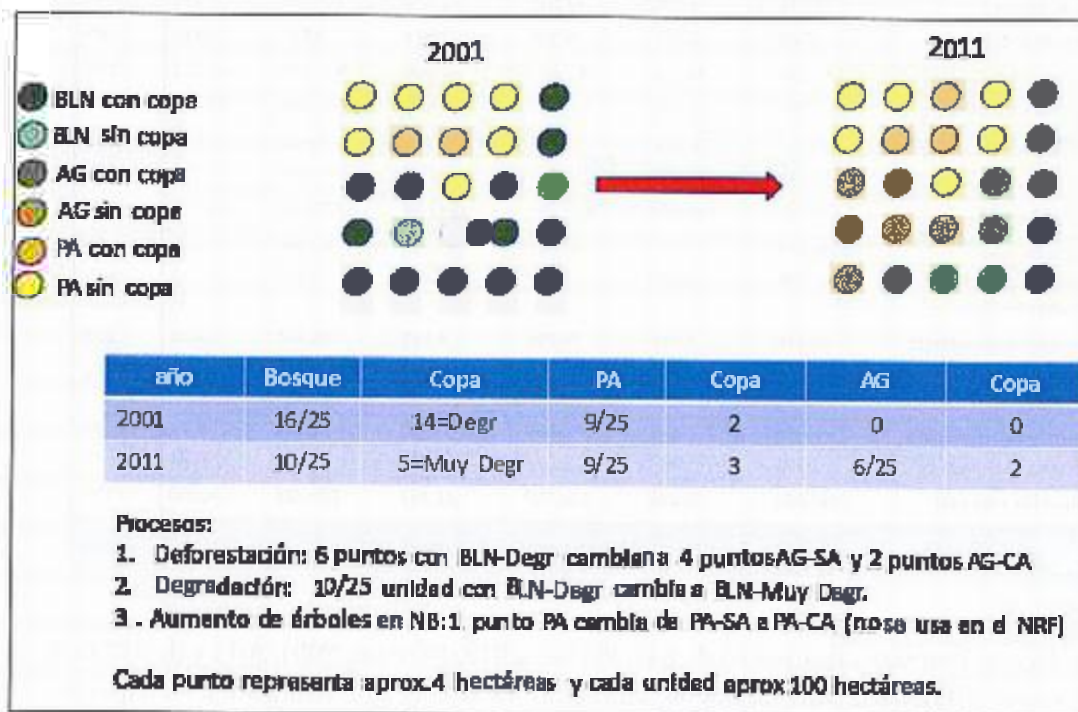 2001
2011
BLN con copa
BLN sin copa
AG con copa
AG sin copa
PA con copa
PA sin copa
año Bosque Copa PA Copa AG Copa
2001 16/25 14=Degr 9/25 2 0 0
2011 10/25 5=Muy Degr 9/25 3 6/25 2
Procesos:
1. Deforestación: 6 puntos con BLN-Degr cambian a 4 puntos AG-SA y 2 puntos AG-CA
2. Degradación: 10/25 unidad con BLN-Degr cambia a BLN-Muy Degr.
3. Aumento de árboles en NB:1 punto PA cambia de PA-SA a PA-CA (no se usa en el NRF)
Cada punto representa aprox.4 hectáreas y cada unidad aprox 100 hectáreas.